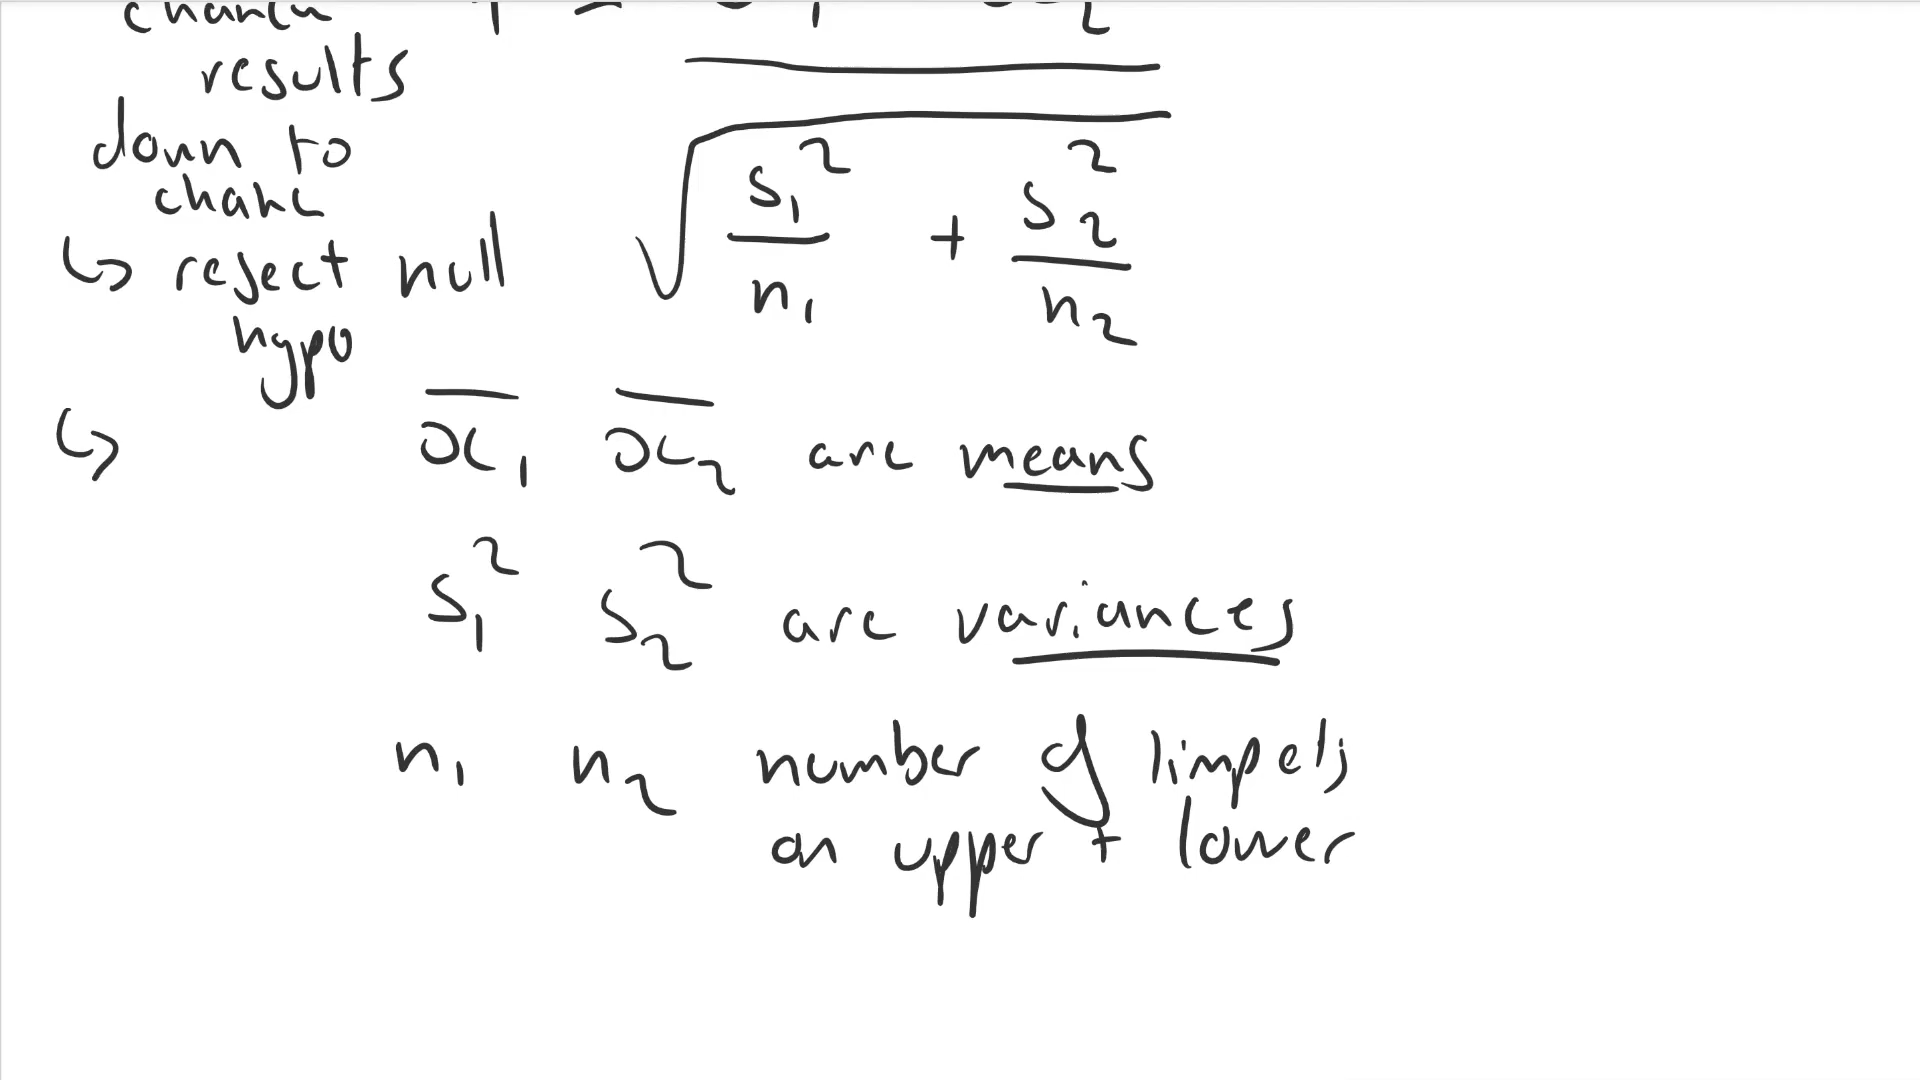 results
down to
chanc
↳ reject null
hypo
√ s₁²/n₁ + s₂²/n₂
↳
x̄₁ x̄₂ are means
s₁² s₂² are variances
n₁ n₂ number of limpets
on upper + lower